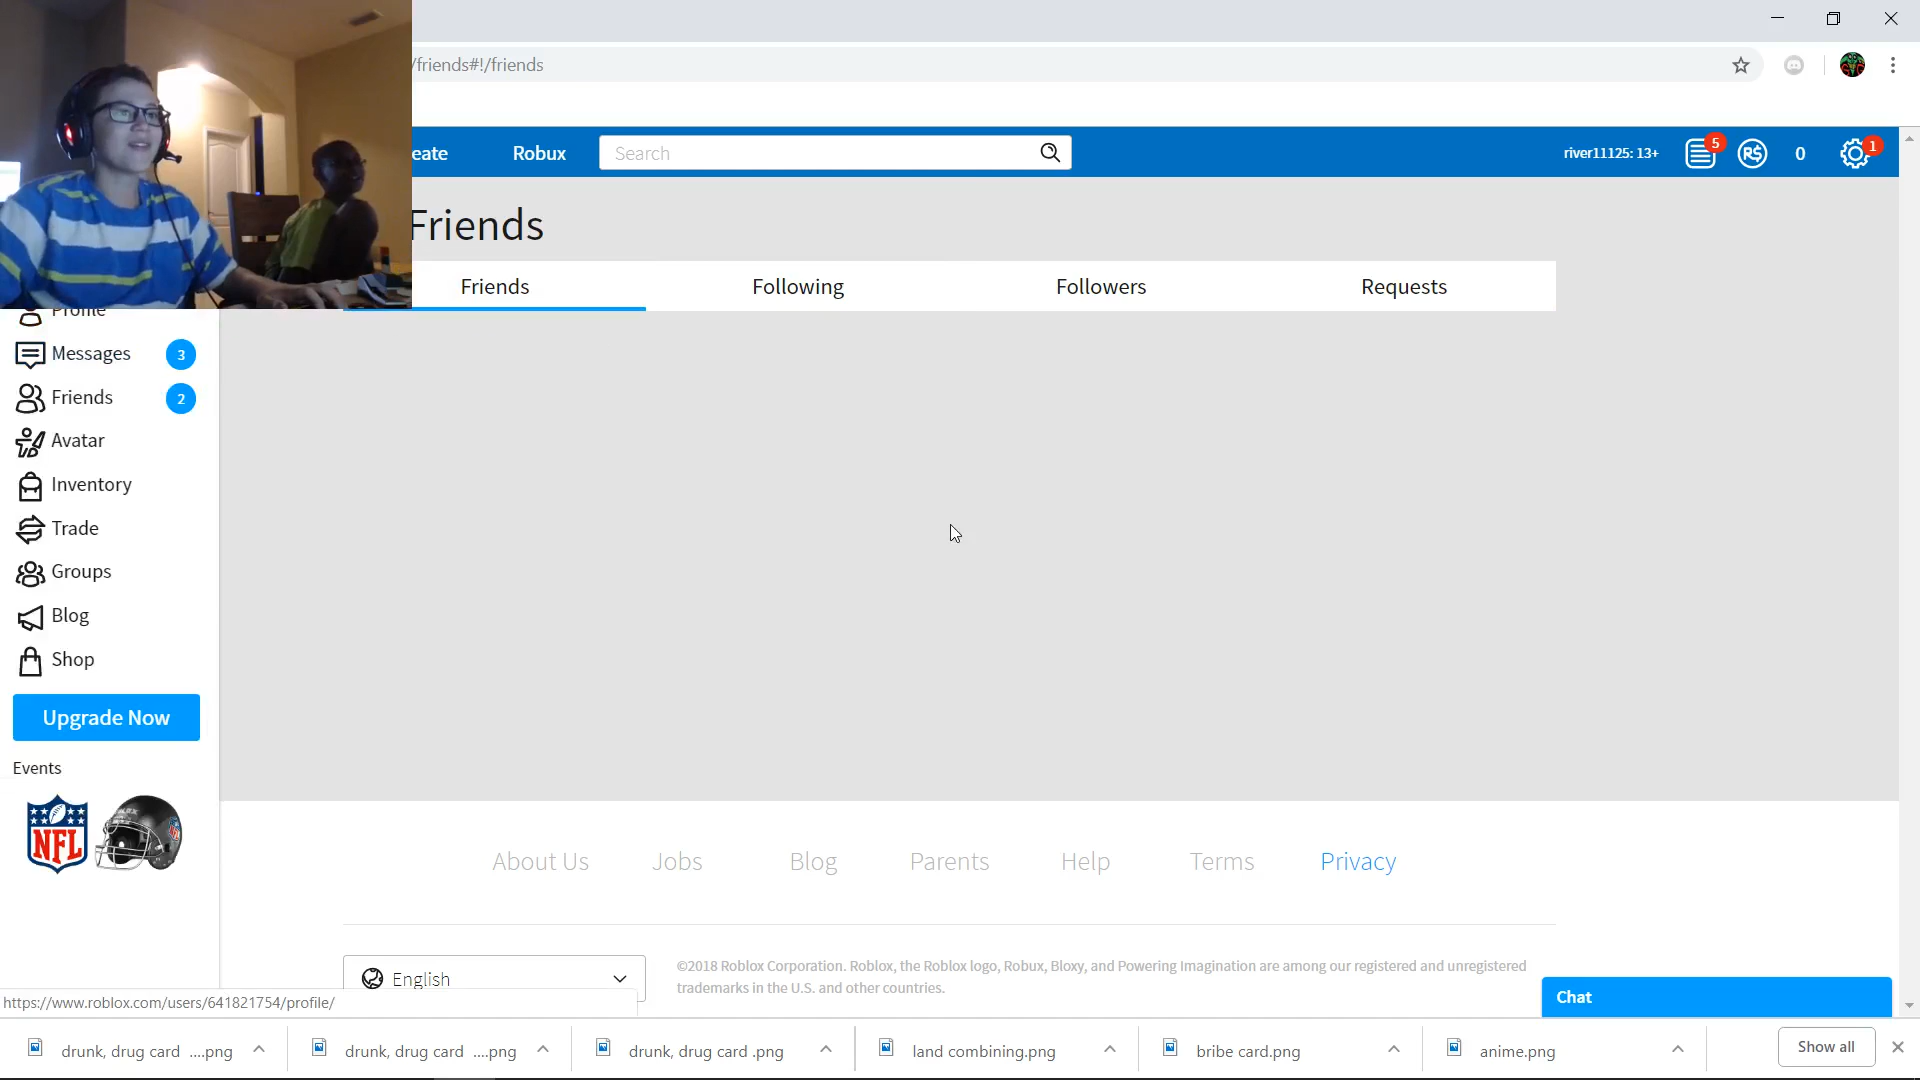 /friends#!/friends
eate
Robux
Search
river11125: 13+
5
0
1
Friends
Friends
Following
Followers
Requests
Profile
Messages
3
Friends
2
Avatar
Inventory
Trade
Groups
Blog
Shop
Upgrade Now
Events
NFL
About Us
Jobs
Blog
Parents
Help
Terms
Privacy
English
©2018 Roblox Corporation. Roblox, the Roblox logo, Robux, Bloxy, and Powering Imagination are among our registered and unregistered
trademarks in the U.S. and other countries.
Chat
https://www.roblox.com/users/641821754/profile/
drunk, drug card ....png
drunk, drug card ....png
drunk, drug card .png
land combining.png
bribe card.png
anime.png
Show all